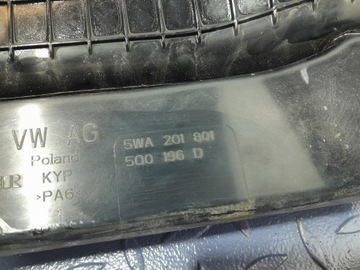 VW AG
Poland
KYP
>PA6
5WA 201 801
5Q0 196 D